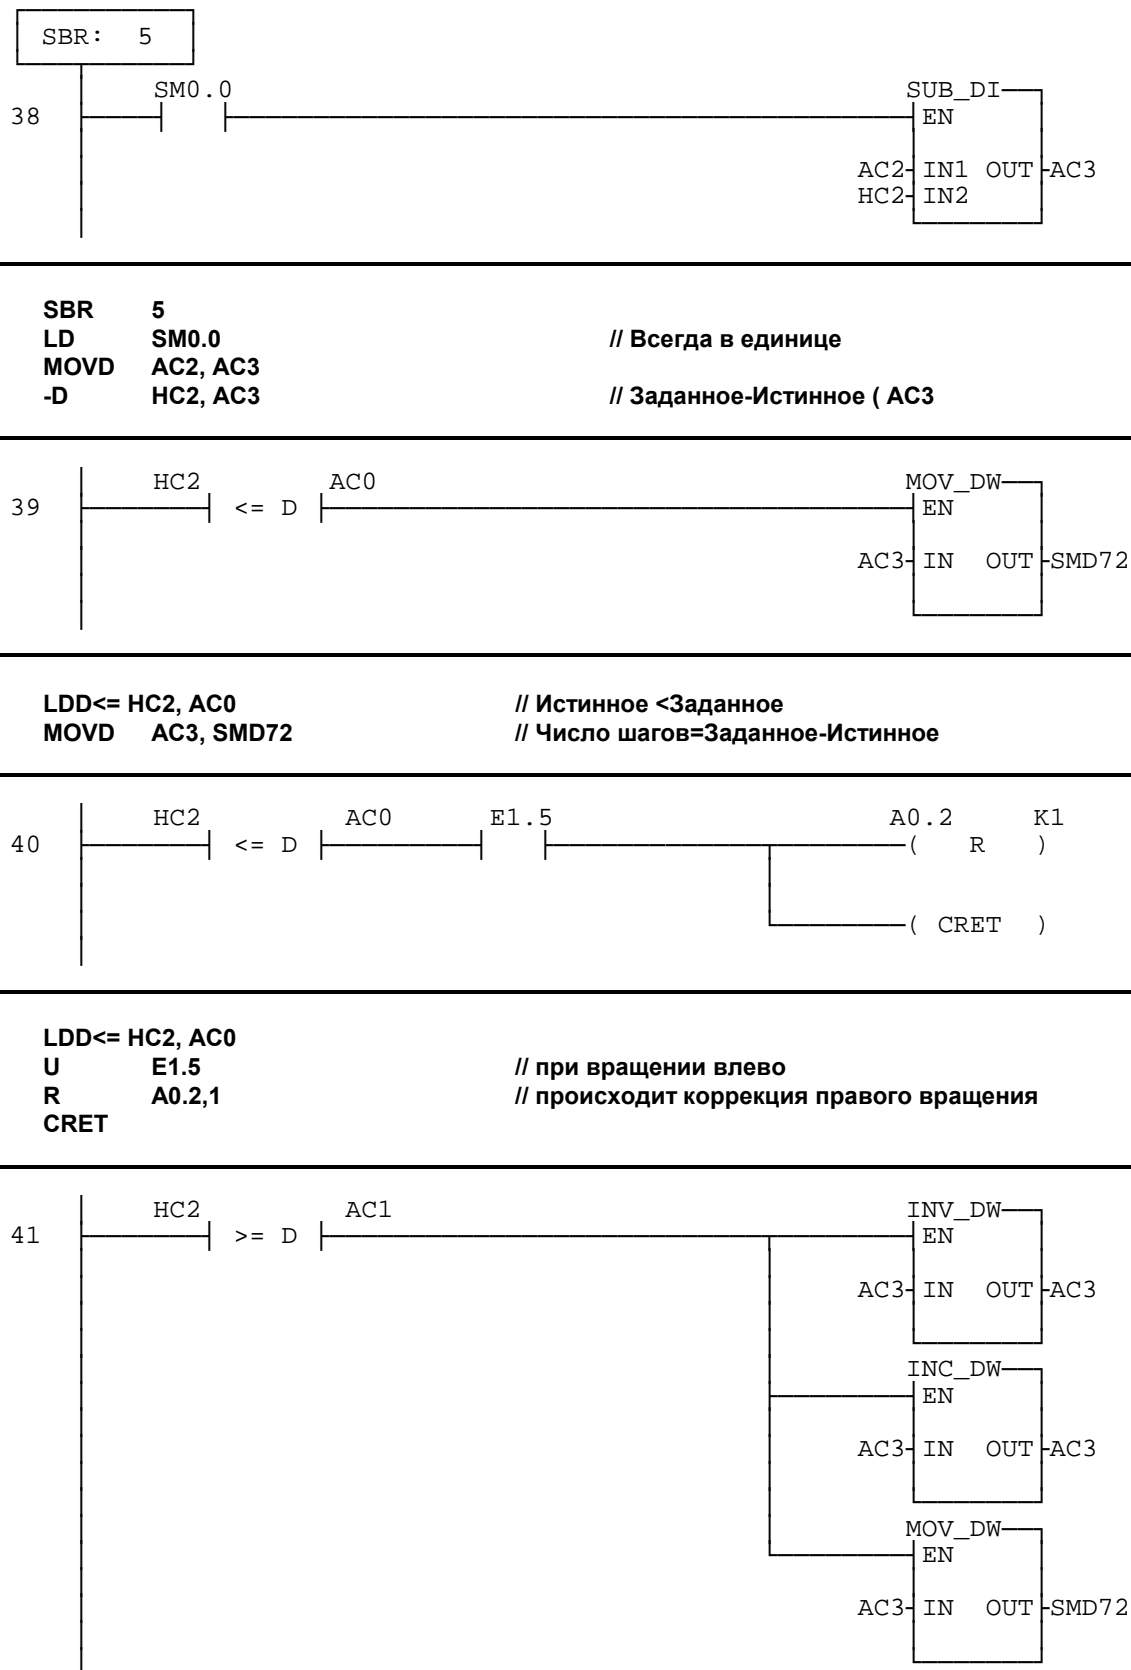 SBR: 5
SM0.0 SUB_DI
38 EN
AC2 IN1 OUT AC3
HC2 IN2
SBR 5
LD SM0.0 // Всегда в единице
MOVD AC2, AC3
-D HC2, AC3 // Заданное-Истинное ( AC3
HC2 AC0 MOV_DW
39 <= D EN
AC3 IN OUT SMD72
LDD<= HC2, AC0 // Истинное <Заданное
MOVD AC3, SMD72 // Число шагов=Заданное-Истинное
HC2 AC0 E1.5 A0.2 K1
40 <= D ( R )
( CRET )
LDD<= HC2, AC0
U E1.5 // при вращении влево
R A0.2,1 // происходит коррекция правого вращения
CRET
HC2 AC1 INV_DW
41 >= D EN
AC3 IN OUT AC3
INC_DW
EN
AC3 IN OUT AC3
MOV_DW
EN
AC3 IN OUT SMD72